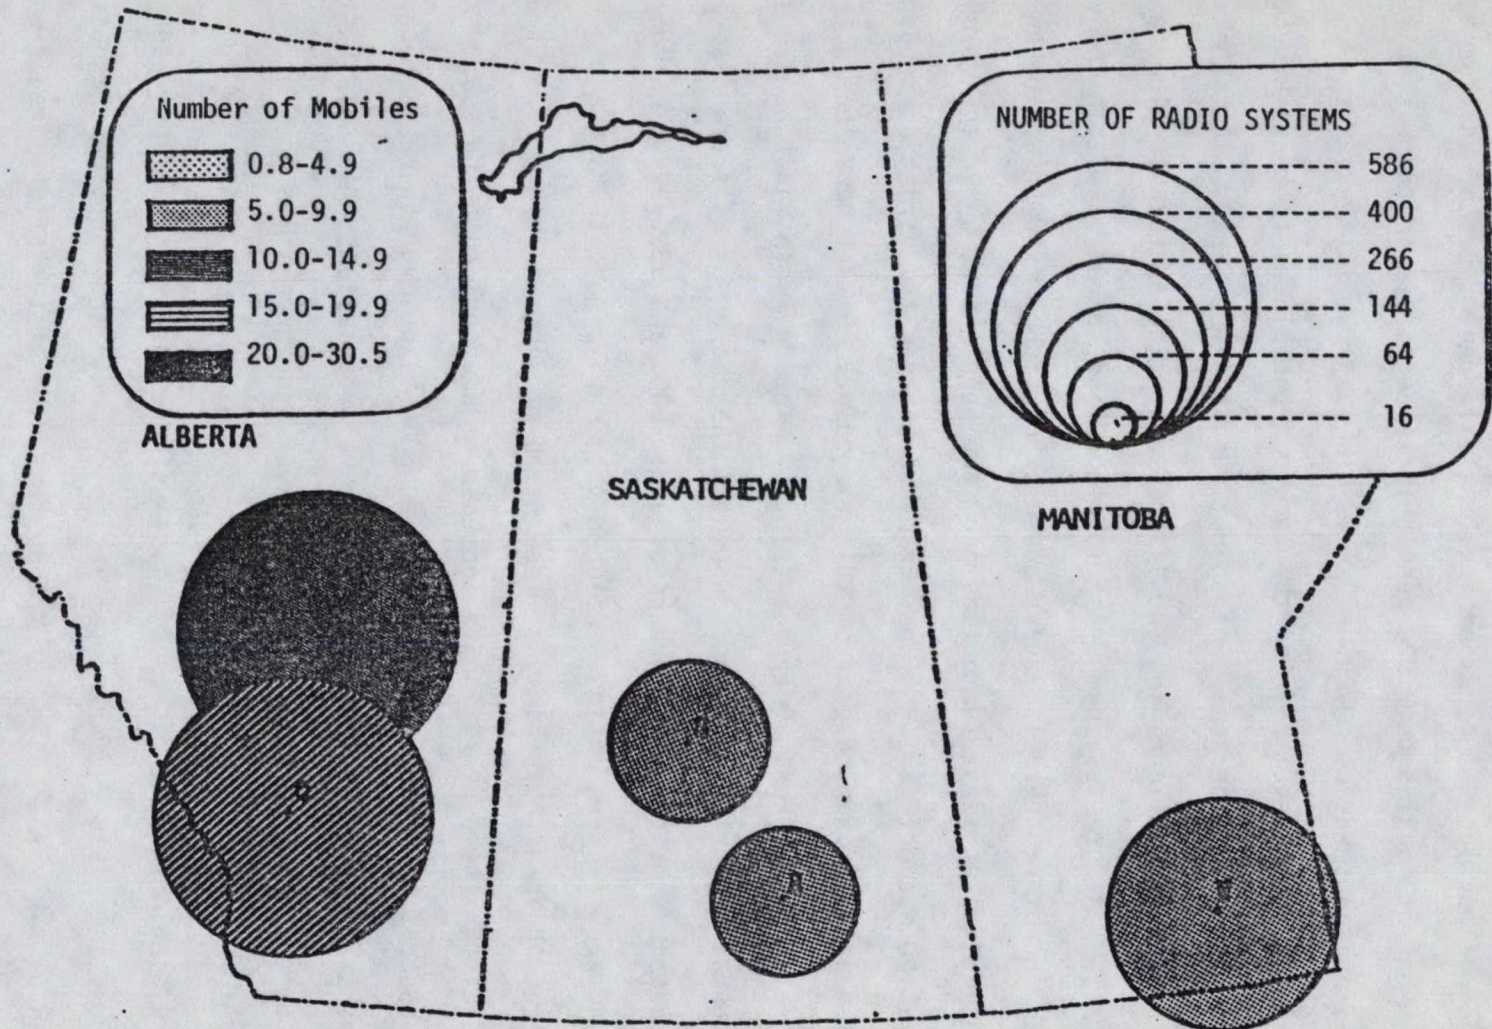 Number of Mobiles
0.8-4.9
5.0-9.9
10.0-14.9
15.0-19.9
20.0-30.5
NUMBER OF RADIO SYSTEMS
586
400
266
144
64
16
ALBERTA
SASKATCHEWAN
MANITOBA